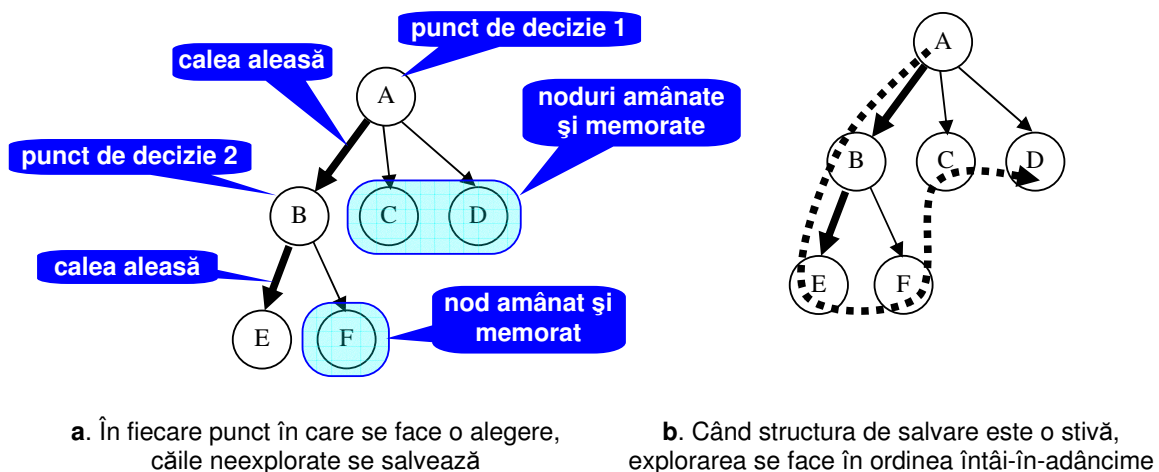 punct de decizie 1
calea aleasă
A
noduri amânate
şi memorate
punct de decizie 2
B
C
D
calea aleasă
nod amânat şi
memorat
E
F
a. În fiecare punct în care se face o alegere,
căile neexplorate se salvează
A
B
C
D
E
F
b. Când structura de salvare este o stivă,
explorarea se face în ordinea întâi-în-adâncime